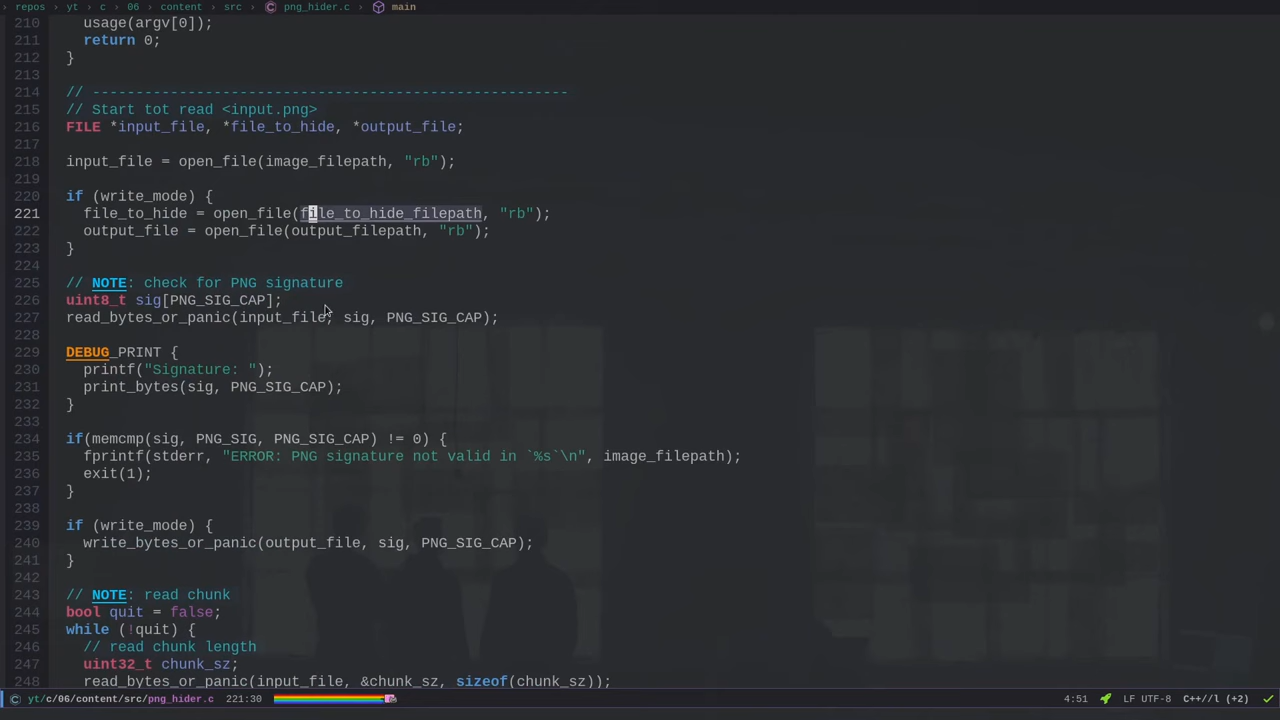 repos > yt > c > 06 > content > src > png_hider.c > main
210 usage(argv[0]);
211 return 0;
212 }
213
214 // -------------------------------------------------------
215 // Start tot read <input.png>
216 FILE *input_file, *file_to_hide, *output_file;
217
218 input_file = open_file(image_filepath, "rb");
219
220 if (write_mode) {
221 file_to_hide = open_file(file_to_hide_filepath, "rb");
222 output_file = open_file(output_filepath, "rb");
223 }
224
225 // NOTE: check for PNG signature
226 uint8_t sig[PNG_SIG_CAP];
227 read_bytes_or_panic(input_file, sig, PNG_SIG_CAP);
228
229 DEBUG_PRINT {
230 printf("Signature: ");
231 print_bytes(sig, PNG_SIG_CAP);
232 }
233
234 if(memcmp(sig, PNG_SIG, PNG_SIG_CAP) != 0) {
235 fprintf(stderr, "ERROR: PNG signature not valid in `%s`\n", image_filepath);
236 exit(1);
237 }
238
239 if (write_mode) {
240 write_bytes_or_panic(output_file, sig, PNG_SIG_CAP);
241 }
242
243 // NOTE: read chunk
244 bool quit = false;
245 while (!quit) {
246 // read chunk length
247 uint32_t chunk_sz;
248 read_bytes_or_panic(input_file, &chunk_sz, sizeof(chunk_sz));
yt/c/06/content/src/png_hider.c 221:30 4:51 LF UTF-8 C++//l (+2)